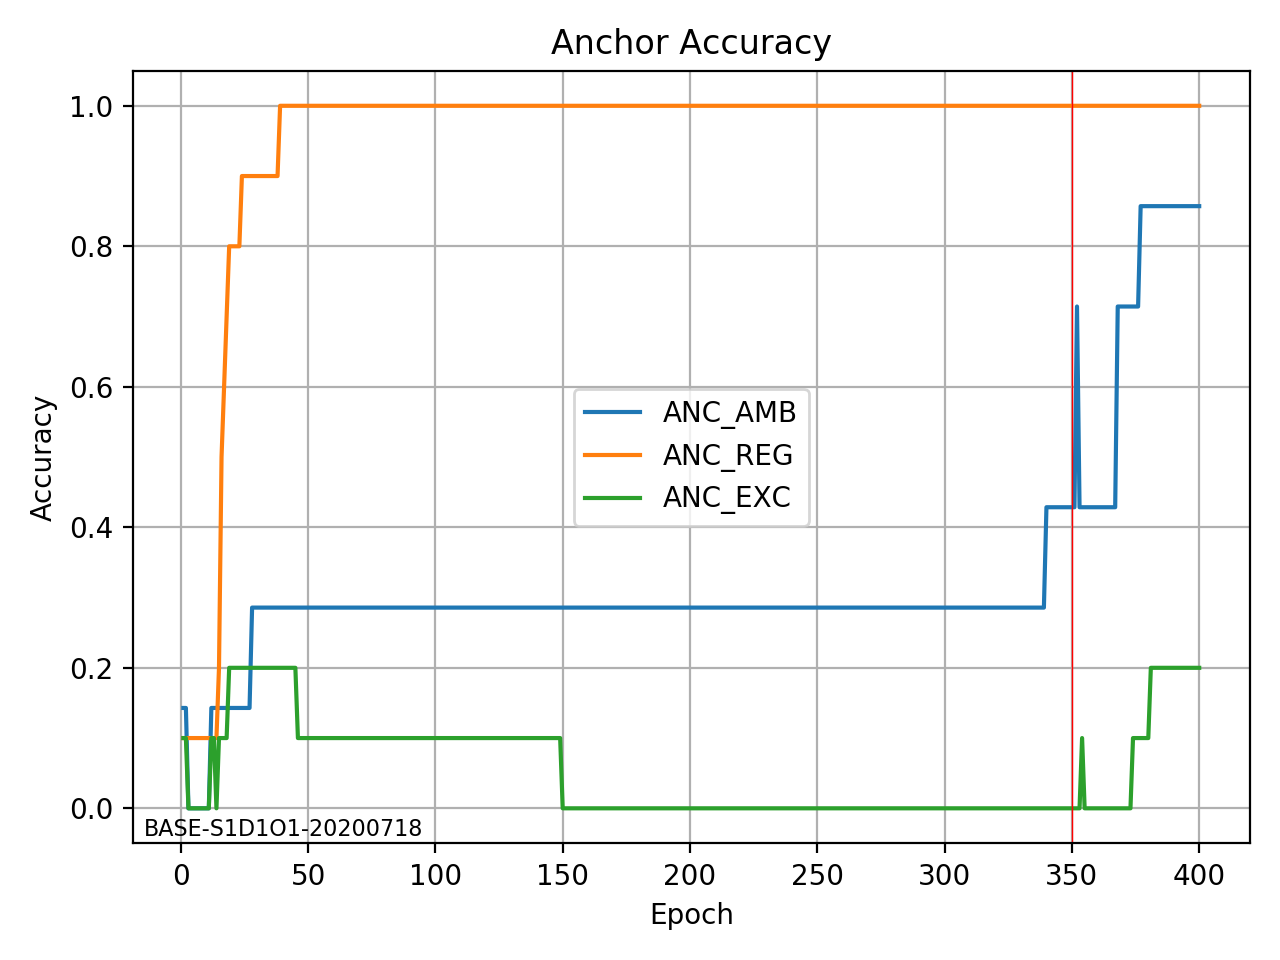 Anchor Accuracy
1.0
0.8
0.6
0.4
0.2
0.0
Accuracy
ANC_AMB
ANC_REG
ANC_EXC
BASE-S1D1O1-20200718
0 50 100 150 200 250 300 350 400
Epoch